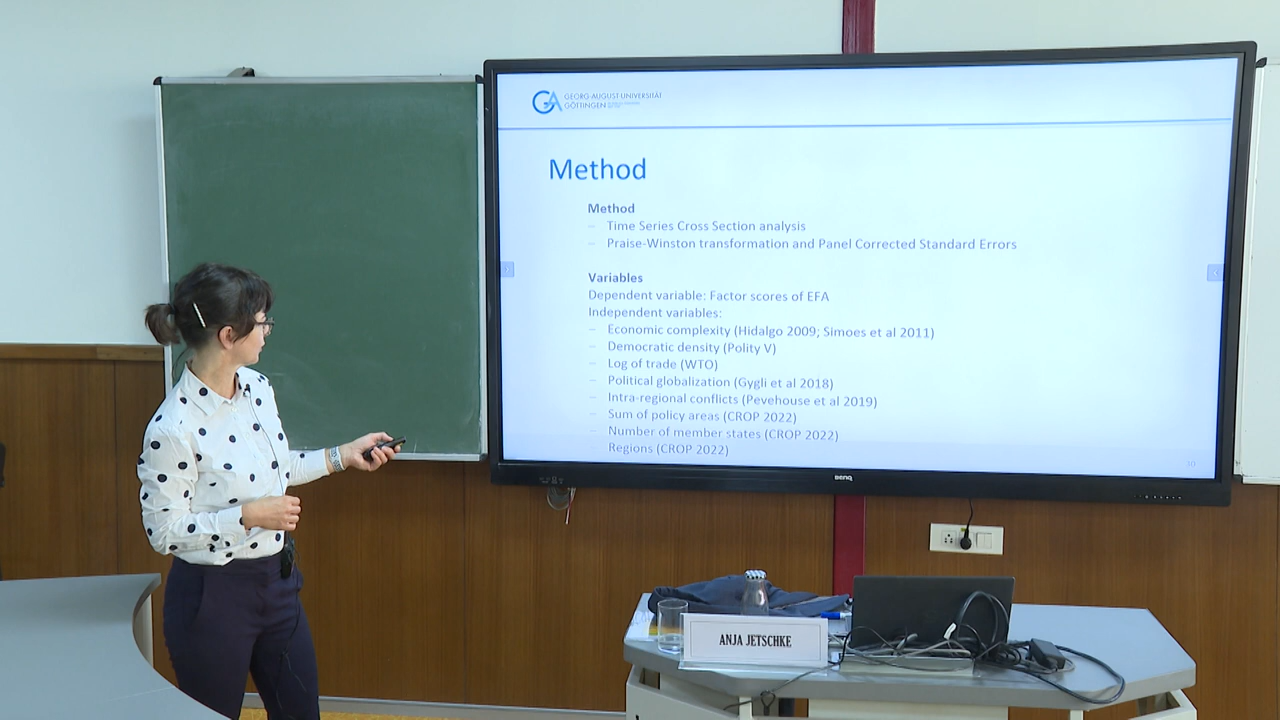 GEORG-AUGUST-UNIVERSITÄT
GÖTTINGEN
Method
Method
– Time Series Cross Section analysis
– Praise-Winston transformation and Panel Corrected Standard Errors
Variables
Dependent variable: Factor scores of EFA
Independent variables:
– Economic complexity (Hidalgo 2009; Simoes et al 2011)
– Democratic density (Polity V)
– Log of trade (WTO)
– Political globalization (Gygli et al 2018)
– Intra-regional conflicts (Pevehouse et al 2019)
– Sum of policy areas (CROP 2022)
– Number of member states (CROP 2022)
Regions (CROP 2022)
10
BenQ
ANJA JETSCHKE